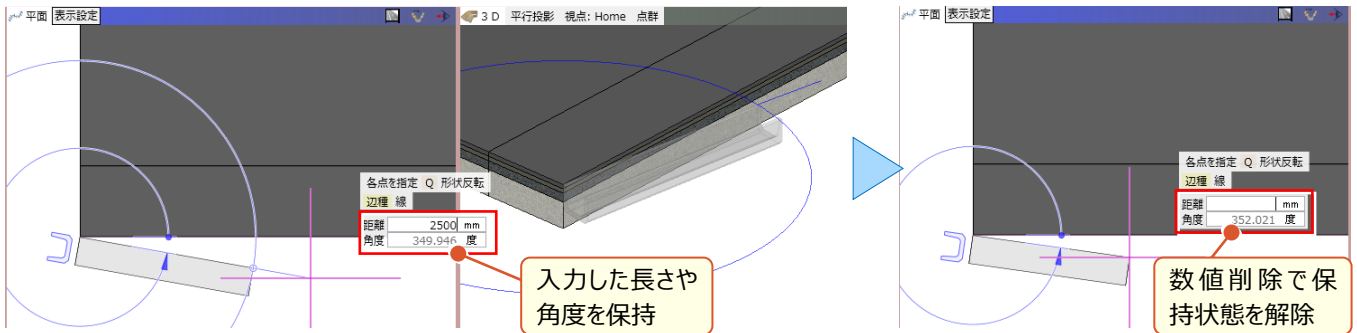 平面 表示設定
各点を指定 Q 形状反転
辺種 線
距離 2500 mm
角度 349.946 度
入力した長さや
角度を保持
3D 平行投影 視点: Home 点群
平面 表示設定
各点を指定 Q 形状反転
辺種 線
距離 mm
角度 352.021 度
数値削除で保
持状態を解除